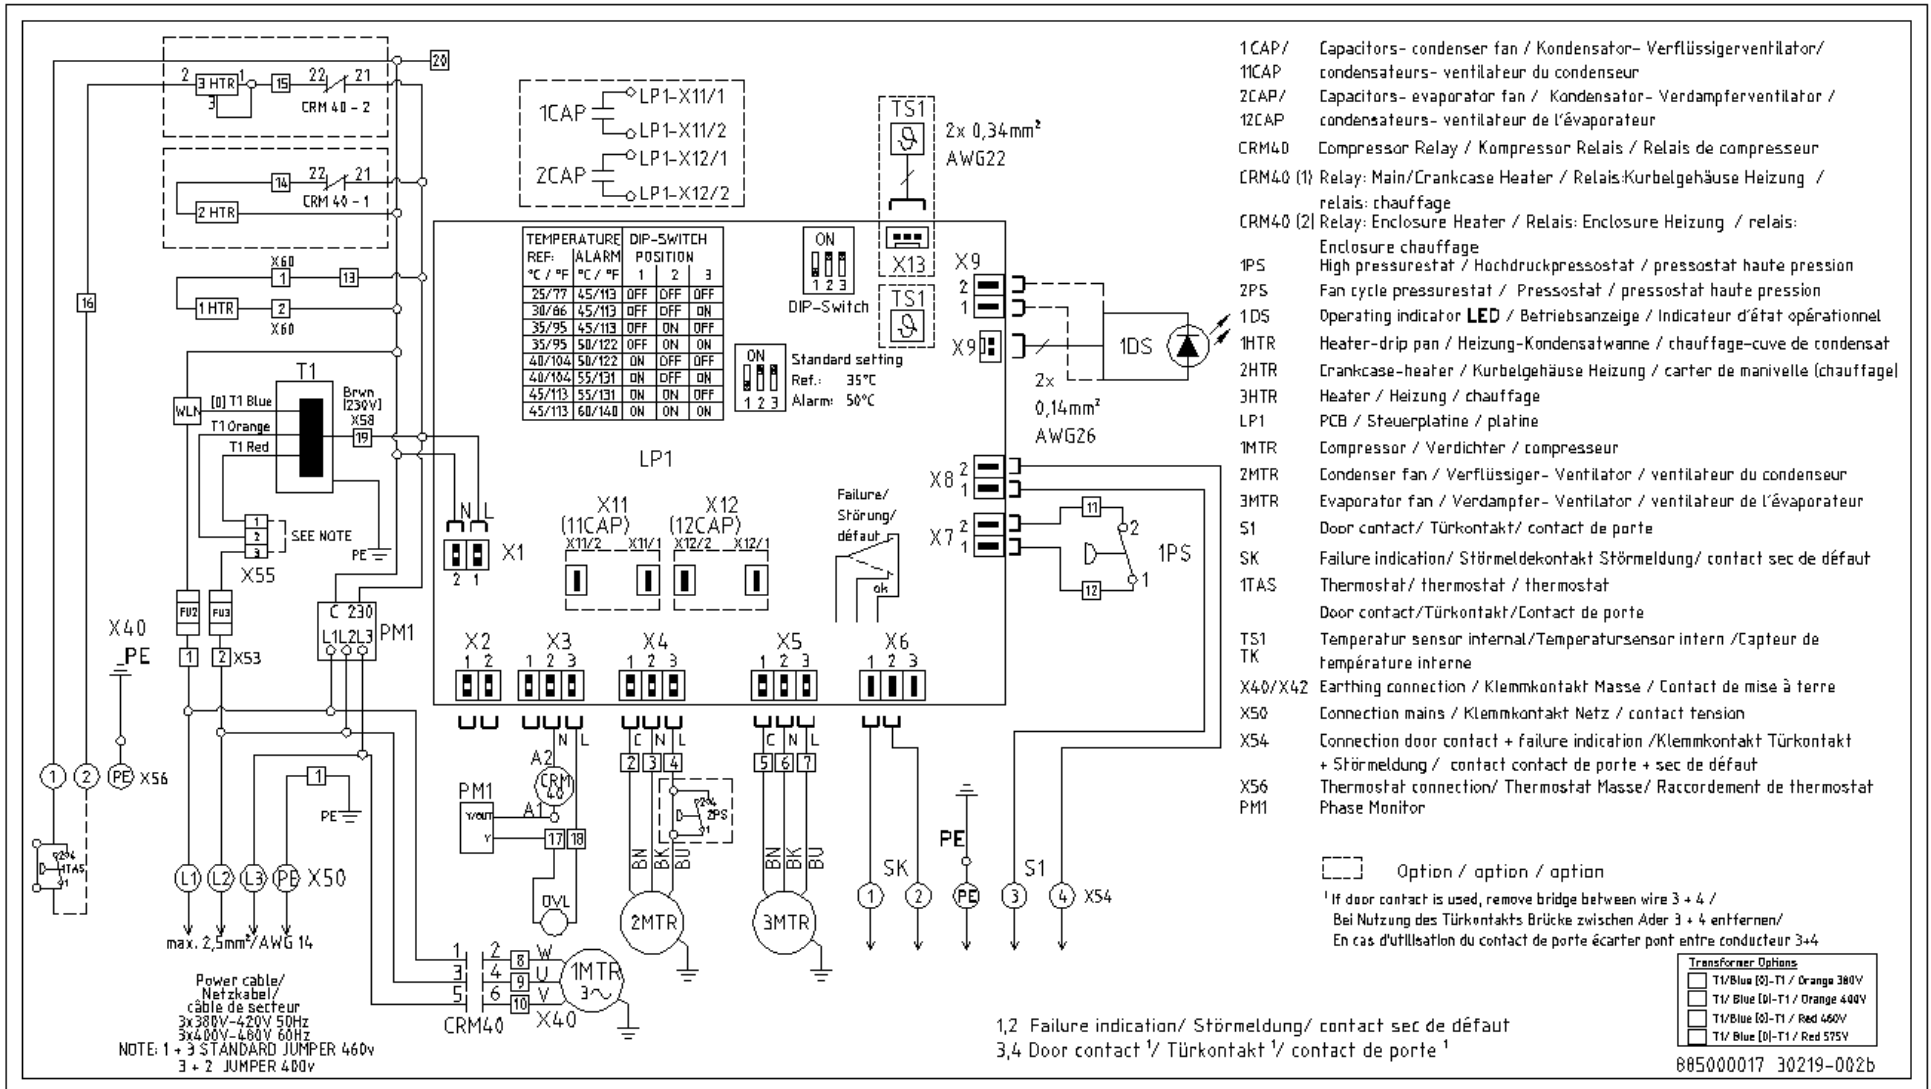 20
2 3 HTR 1 15 22 21
3
CRM 40 - 2
14 22 21
CRM 40 - 1
2 HTR
X60
1 13
1 HTR 2
X60
16
T1
WLN
[0] T1 Blue
T1 Orange
T1 Red
Brwn
(230V)
X58
19
1
2
3
SEE NOTE
X55
PE
FU2 FU3
C 230
L1L2L3
PM1
X40
PE
1 2 X53
1 2 PE X56
1
PE
2%4
1TAS
1
L1 L2 L3 PE X50
max. 2,5mm²/AWG 14
Power cable/
Netzkabel/
câble de secteur
3x380V-420V 50Hz
3x400V-460V 60Hz
NOTE: 1 + 3 STANDARD JUMPER 460v
3 + 2 JUMPER 400v
1CAP
LP1-X11/1
LP1-X11/2
2CAP
LP1-X12/1
LP1-X12/2
TS1
2x 0,34mm²
AWG22
X13
TS1
TEMPERATURE DIP-SWITCH
REF: ALARM POSITION
°C / °F °C / °F 1 2 3
25/77 45/113 OFF OFF OFF
30/86 45/113 OFF OFF ON
35/95 45/113 OFF ON OFF
35/95 50/122 OFF ON ON
40/104 50/122 ON OFF OFF
40/104 55/131 ON OFF ON
45/113 55/131 ON ON OFF
45/113 60/140 ON ON ON
ON
1 2 3
DIP-Switch
ON
1 2 3
Standard setting
Ref.: 35°C
Alarm: 50°C
X9
2
1
X9
1DS
2x
0,14mm²
AWG26
LP1
N L
X1
2 1
X11
(11CAP)
X11/2 X11/1
X12
(12CAP)
X12/2 X12/1
Failure/
Störung/
défaut
ok
X8 2
1
X7 2
1
11
2
1PS
1
12
X2
1 2
X3
1 2 3
X4
1 2 3
X5
1 2 3
X6
1 2 3
N L
A2
CRM
40
A1
PM1
Y/OUT
Y
17 18
OVL
C N L
2 3 4
2%4
2PS
1
BN BK BU
2MTR
C N L
5 6 7
BN BK BU
3MTR
SK
1 2
PE
PE
S1
3 4 X54
1 2 8 W
3 4 9 U
5 6 10 V
CRM40
X40
1MTR
3~
1,2 Failure indication/ Störmeldung/ contact sec de défaut
3,4 Door contact ¹/ Türkontakt ¹/ contact de porte ¹
1CAP/ Capacitors- condenser fan / Kondensator- Verflüssigerventilator/
11CAP condensateurs- ventilateur du condenseur
2CAP/ Capacitors- evaporator fan / Kondensator- Verdampferventilator /
12CAP condensateurs- ventilateur de l'évaporateur
CRM40 Compressor Relay / Kompressor Relais / Relais de compresseur
CRM40 (1) Relay: Main/Crankcase Heater / Relais:Kurbelgehäuse Heizung /
relais: chauffage
CRM40 (2) Relay: Enclosure Heater / Relais: Enclosure Heizung / relais:
Enclosure chauffage
1PS High pressurestat / Hochdruckpressostat / pressostat haute pression
2PS Fan cycle pressurestat / Pressostat / pressostat haute pression
1DS Operating indicator LED / Betriebsanzeige / Indicateur d'état opérationnel
1HTR Heater-drip pan / Heizung-Kondensatwanne / chauffage-cuve de condensat
2HTR Crankcase-heater / Kurbelgehäuse Heizung / carter de manivelle (chauffage)
3HTR Heater / Heizung / chauffage
LP1 PCB / Steuerplatine / platine
1MTR Compressor / Verdichter / compresseur
2MTR Condenser fan / Verflüssiger- Ventilator / ventilateur du condenseur
3MTR Evaporator fan / Verdampfer- Ventilator / ventilateur de l'évaporateur
S1 Door contact/ Türkontakt/ contact de porte
SK Failure indication/ Störmeldekontakt Störmeldung/ contact sec de défaut
1TAS Thermostat/ thermostat / thermostat
Door contact/Türkontakt/Contact de porte
TS1 Temperatur sensor internal/Temperatursensor intern /Capteur de
TK température interne
X40/X42 Earthing connection / Klemmkontakt Masse / Contact de mise à terre
X50 Connection mains / Klemmkontakt Netz / contact tension
X54 Connection door contact + failure indication /Klemmkontakt Türkontakt
+ Störmeldung / contact contact de porte + sec de défaut
X56 Thermostat connection/ Thermostat Masse/ Raccordement de thermostat
PM1 Phase Monitor
Option / option / option
¹ If door contact is used, remove bridge between wire 3 + 4 /
Bei Nutzung des Türkontakts Brücke zwischen Ader 3 + 4 entfernen/
En cas d'utilisation du contact de porte écarter pont entre conducteur 3+4
Transformer Options
T1/Blue [0]-T1 / Orange 380V
T1/ Blue [0]-T1 / Orange 400V
T1/Blue [0]-T1 / Red 460V
T1/ Blue [0]-T1 / Red 575V
885000017 30219-002b